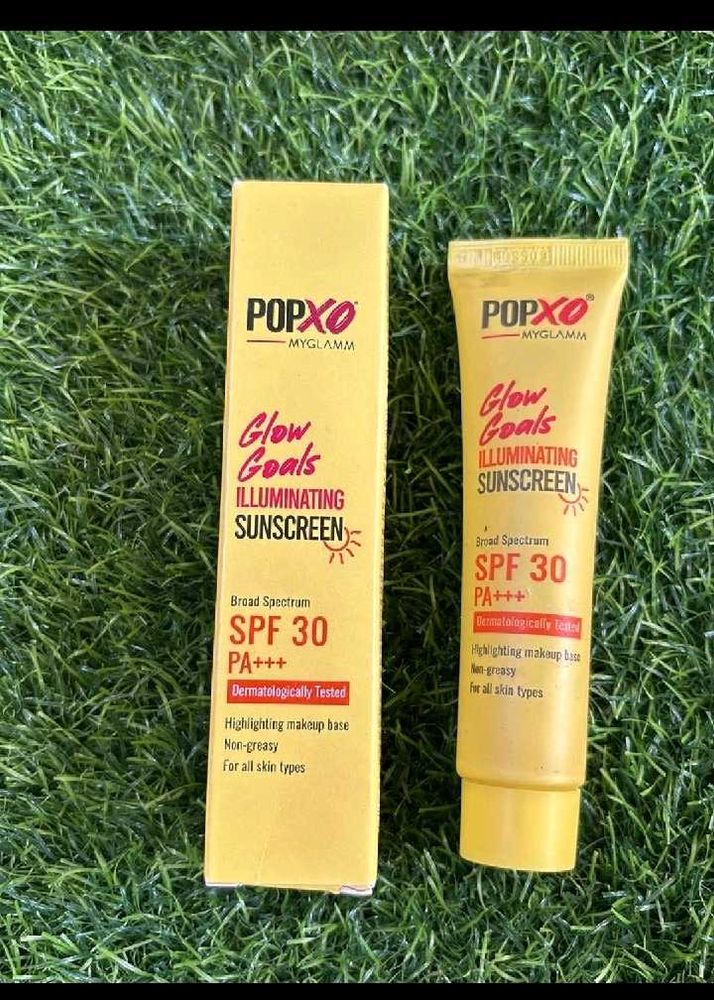 POPXO™
MYGLAMM
Glow
Goals
ILLUMINATING
SUNSCREEN
Broad Spectrum
SPF 30
PA+++
Dermatologically Tested
Highlighting makeup base
Non-greasy
For all skin types
POPXO®
MYGLAMM
Glow
Goals
ILLUMINATING
SUNSCREEN
Broad Spectrum
SPF 30
PA+++
Dermatologically Tested
Highlighting makeup base
Non-greasy
For all skin types